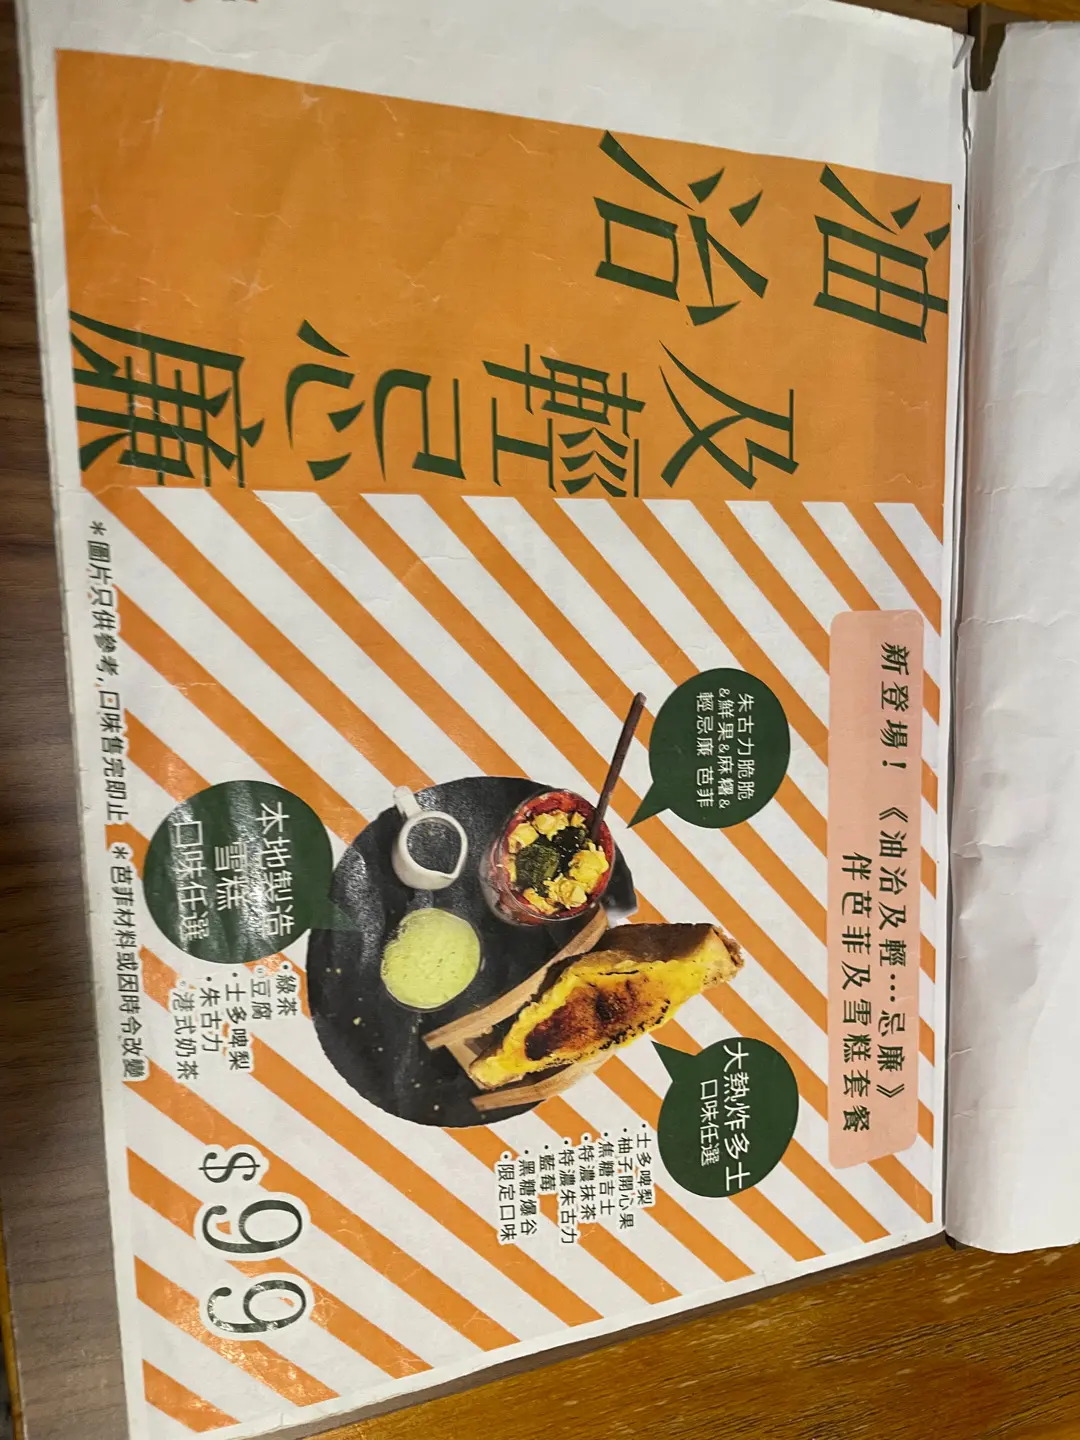 油
治
及
輕
忌
廉
新登場！《油治及輕…忌廉》
伴芭菲及雪糕套餐
朱古力脆脆
&鮮果&麻糬&
輕忌廉 芭菲
大熱炸多士
口味任選
•士多啤梨
•柚子開心果
•焦糖吉士
•特濃抹茶
•特濃朱古力
•藍莓
•黑糖爆谷
•限定口味
本地製造
雪糕
口味任選
•綠茶
•豆腐
•士多啤梨
•朱古力
•港式奶茶
$99
*圖片只供參考,口味售完即止 *芭菲材料或因時令改變